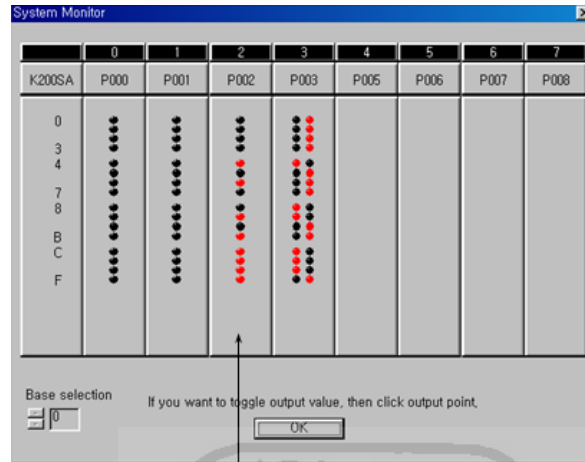 System Monitor
0 1 2 3 4 5 6 7
K200SA P000 P001 P002 P003 P005 P006 P007 P008
0
3
4
7
8
B
C
F
Base selection
0
If you want to toggle output value, then click output point,
OK